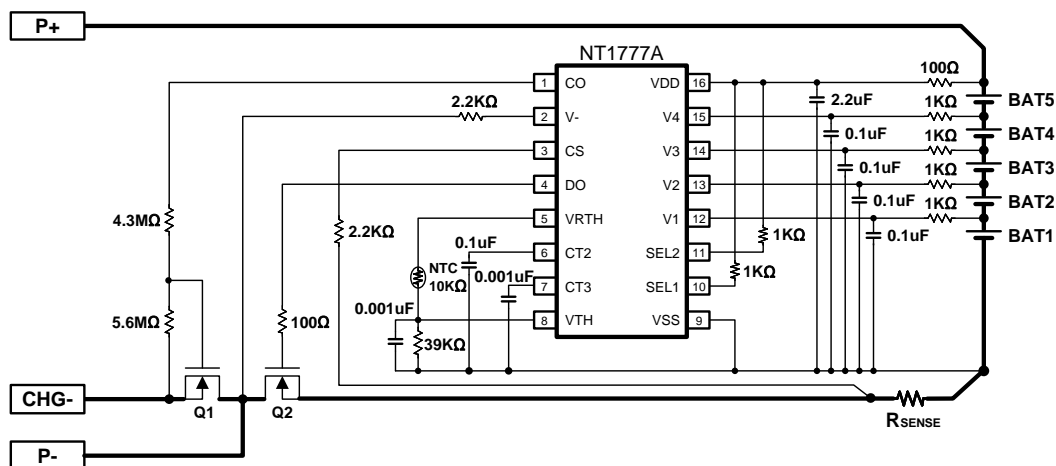 P+
NT1777A
100Ω
1 CO VDD 16
BAT5
2.2KΩ
2.2uF
1KΩ
2 V- V4 15
BAT4
0.1uF
1KΩ
3 CS V3 14
BAT3
0.1uF
1KΩ
4 DO V2 13
BAT2
0.1uF
1KΩ
4.3MΩ
2.2KΩ
5 VRTH V1 12
0.1uF
BAT1
1KΩ
0.1uF
6 CT2 SEL2 11
NTC
10KΩ
0.001uF
1KΩ
7 CT3 SEL1 10
0.001uF
5.6MΩ
100Ω
8 VTH VSS 9
39KΩ
CHG-
Q1
Q2
RSENSE
P-